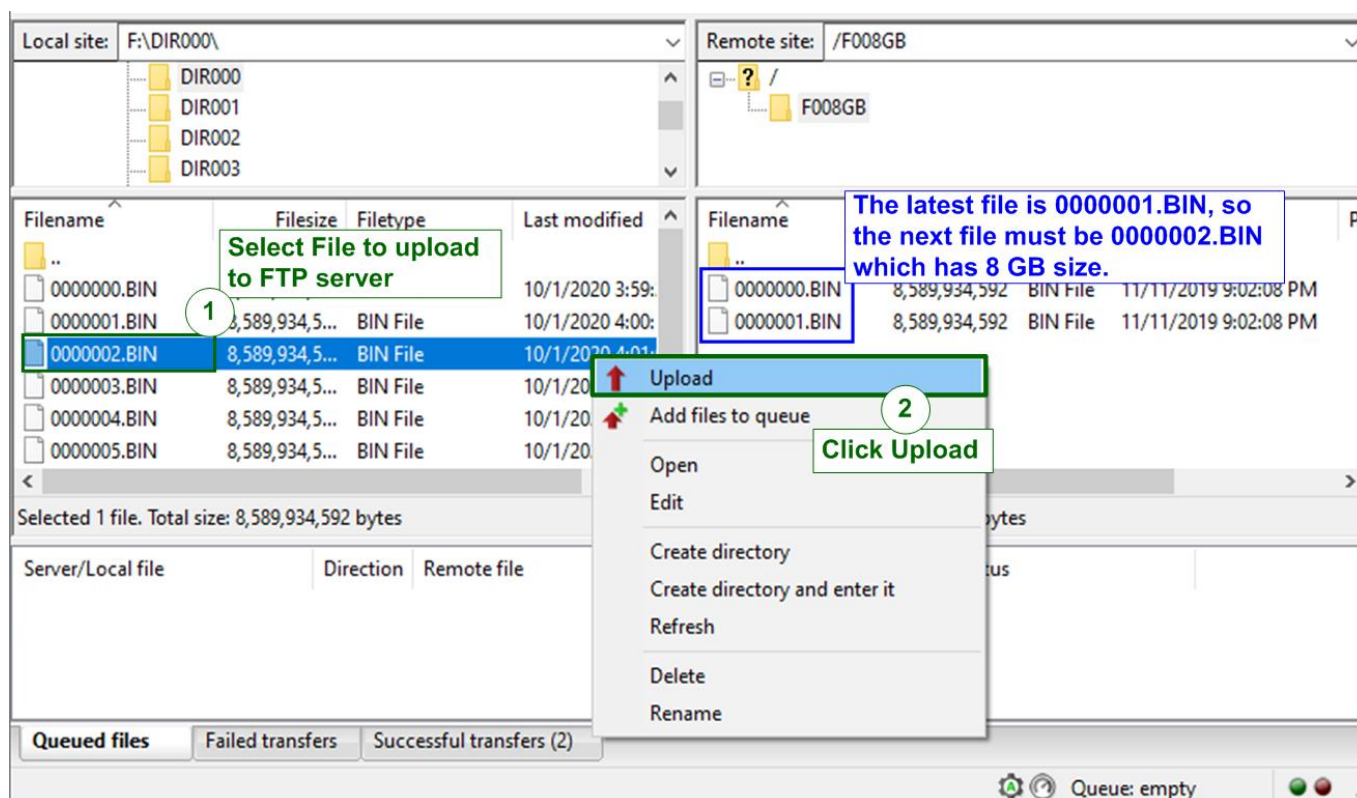 Local site: F:\DIR000\
DIR000
DIR001
DIR002
DIR003
Remote site: /F008GB
? /
F008GB
Filename Filesize Filetype Last modified
..
0000000.BIN 10/1/2020 3:59:
0000001.BIN 8,589,934,5... BIN File 10/1/2020 4:00:
0000002.BIN 8,589,934,5... BIN File 10/1/2020 4:01:
0000003.BIN 8,589,934,5... BIN File 10/1/20
0000004.BIN 8,589,934,5... BIN File 10/1/20
0000005.BIN 8,589,934,5... BIN File 10/1/20
Select File to upload
to FTP server
1
Selected 1 file. Total size: 8,589,934,592 bytes
Filename
..
0000000.BIN 8,589,934,592 BIN File 11/11/2019 9:02:08 PM
0000001.BIN 8,589,934,592 BIN File 11/11/2019 9:02:08 PM
The latest file is 0000001.BIN, so
the next file must be 0000002.BIN
which has 8 GB size.
P
Upload
Add files to queue
Open
Edit
Create directory
Create directory and enter it
Refresh
Delete
Rename
2
Click Upload
bytes
Server/Local file Direction Remote file tus
Queued files Failed transfers Successful transfers (2)
Queue: empty